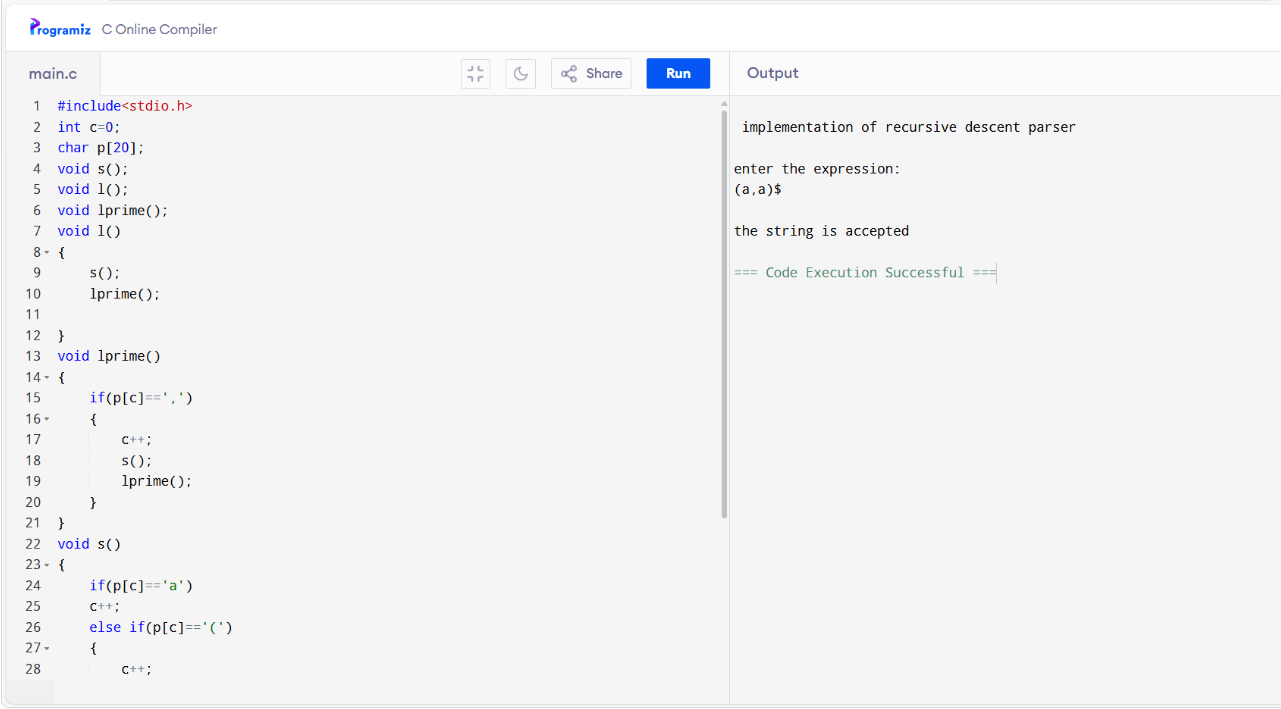 Programiz C Online Compiler
main.c
Share
Run
Output
1 #include<stdio.h>
2 int c=0;
3 char p[20];
4 void s();
5 void l();
6 void lprime();
7 void l()
8 {
9 s();
10 lprime();
11
12 }
13 void lprime()
14 {
15 if(p[c]==',')
16 {
17 c++;
18 s();
19 lprime();
20 }
21 }
22 void s()
23 {
24 if(p[c]=='a')
25 c++;
26 else if(p[c]=='(')
27 {
28 c++;
implementation of recursive descent parser
enter the expression:
(a,a)$
the string is accepted
=== Code Execution Successful ===